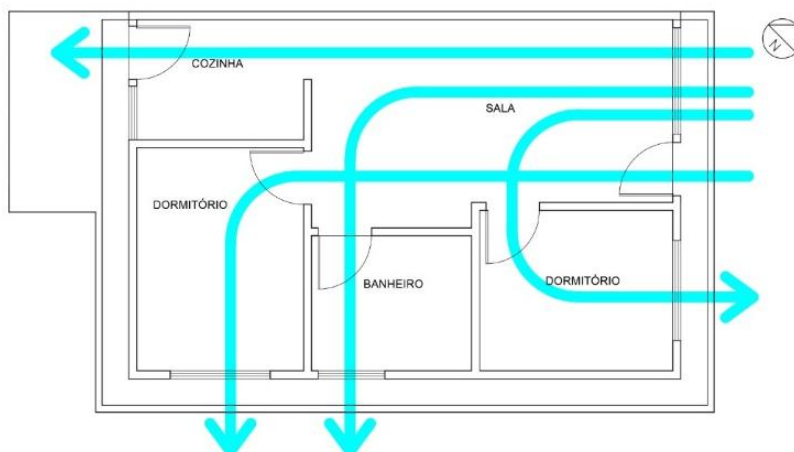 N
COZINHA
SALA
DORMITÓRIO
BANHEIRO
DORMITÓRIO